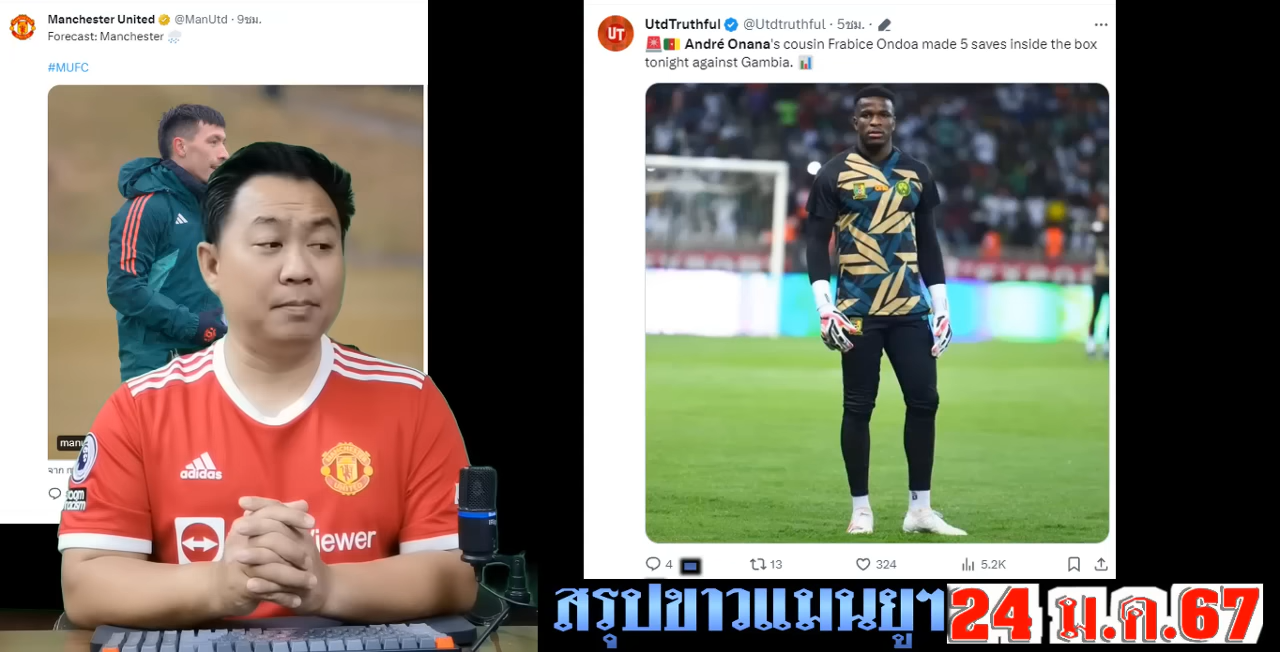 Manchester United @ManUtd · 9ชม.
Forecast: Manchester
#MUFC
adidas
UtdTruthful @Utdtruthful · 5ชม. ·
UT
André Onana's cousin Frabice Ondoa made 5 saves inside the box
tonight against Gambia.
4 13 324 5.2K
สรุปข่าวแมนยูฯ 24 ม.ค.67